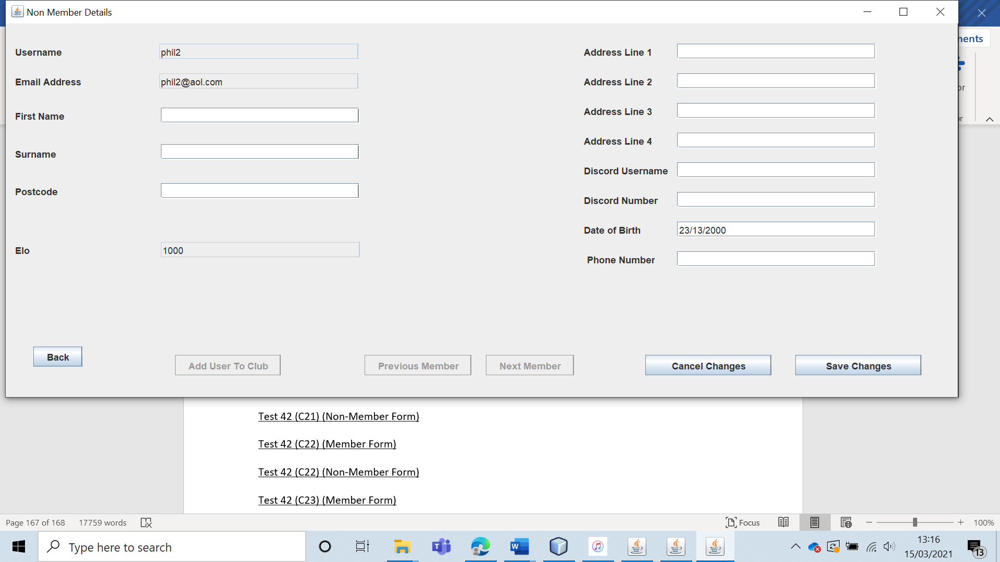 Non Member Details
Username
phil2
Email Address
phil2@aol.com
First Name
Surname
Postcode
Elo
1000
Address Line 1
Address Line 2
Address Line 3
Address Line 4
Discord Username
Discord Number
Date of Birth
23/13/2000
Phone Number
Back
Add User To Club
Previous Member
Next Member
Cancel Changes
Save Changes
Test 42 (C21) (Non-Member Form)
Test 42 (C22) (Member Form)
Test 42 (C22) (Non-Member Form)
Test 42 (C23) (Member Form)
Page 167 of 168
17759 words
Focus
100%
Type here to search
13:16
15/03/2021
13